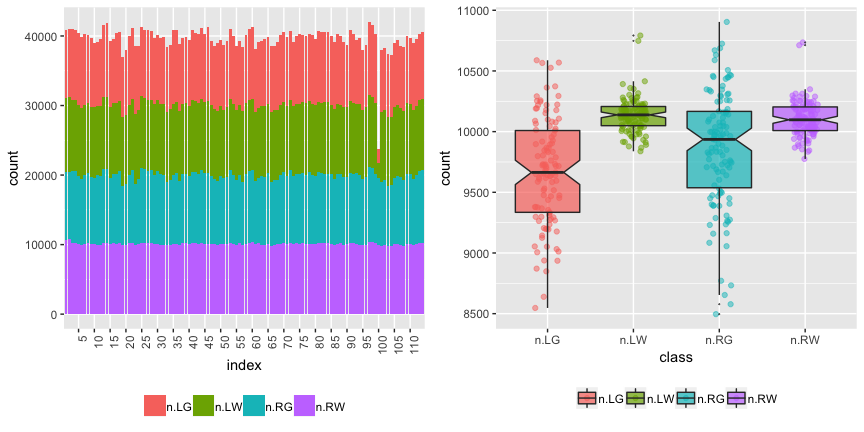 count
40000
30000
20000
10000
0
5 10 15 20 25 30 35 40 45 50 55 60 65 70 75 80 85 90 95 100 105 110
index
n.LG n.LW n.RG n.RW
count
11000
10500
10000
9500
9000
8500
n.LG n.LW n.RG n.RW
class
n.LG n.LW n.RG n.RW